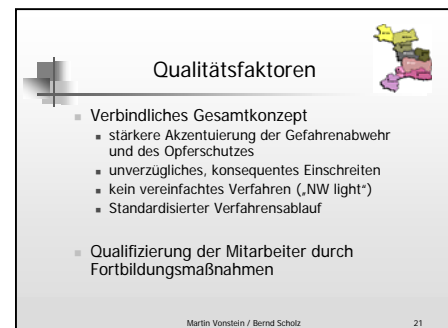 Qualitätsfaktoren
Verbindliches Gesamtkonzept
stärkere Akzentuierung der Gefahrenabwehr
und des Opferschutzes
unverzügliches, konsequentes Einschreiten
kein vereinfachtes Verfahren („NW light“)
Standardisierter Verfahrensablauf
Qualifizierung der Mitarbeiter durch
Fortbildungsmaßnahmen
Martin Vonstein / Bernd Scholz 21